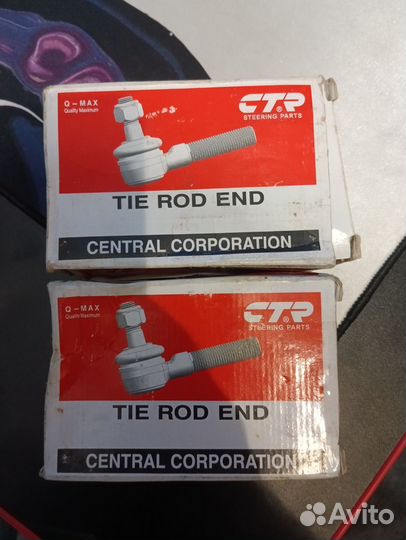 Q-MAX
Quality Maximum
CTR
®
STEERING PARTS
TIE ROD END
CENTRAL CORPORATION
Q-MAX
Quality Maximum
CTR
®
STEERING PARTS
TIE ROD END
CENTRAL CORPORATION
Avito